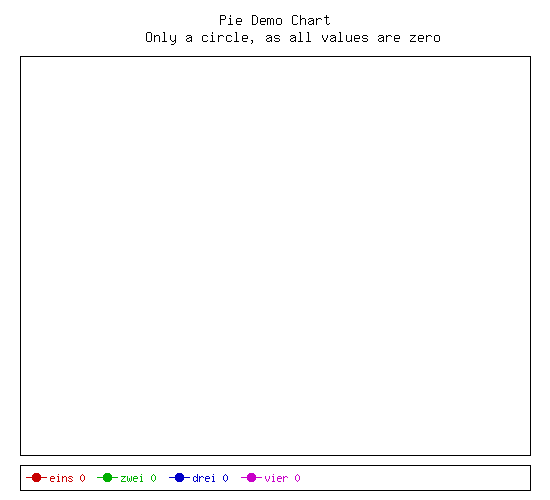 Pie Demo Chart
Only a circle, as all values are zero
eins 0 zwei 0 drei 0 vier 0